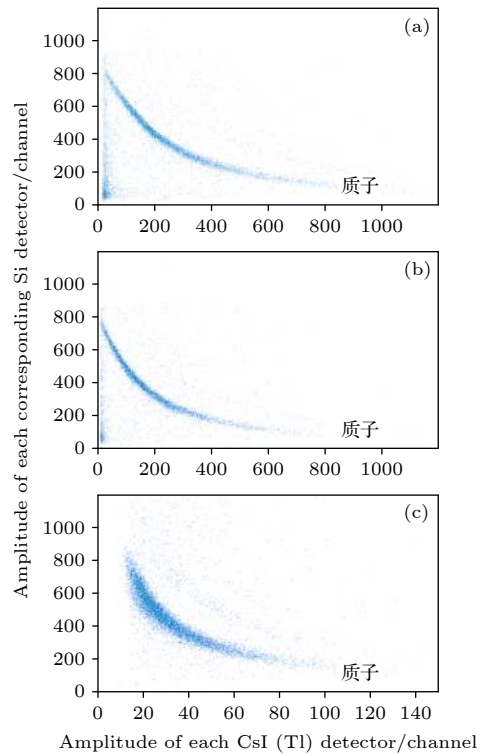 Amplitude of each corresponding Si detector/channel
(a)
1000
800
600
400
200
0
质子
0 200 400 600 800 1000
(b)
1000
800
600
400
200
0
质子
0 200 400 600 800 1000
(c)
1000
800
600
400
200
0
质子
0 20 40 60 80 100 120 140
Amplitude of each CsI (Tl) detector/channel